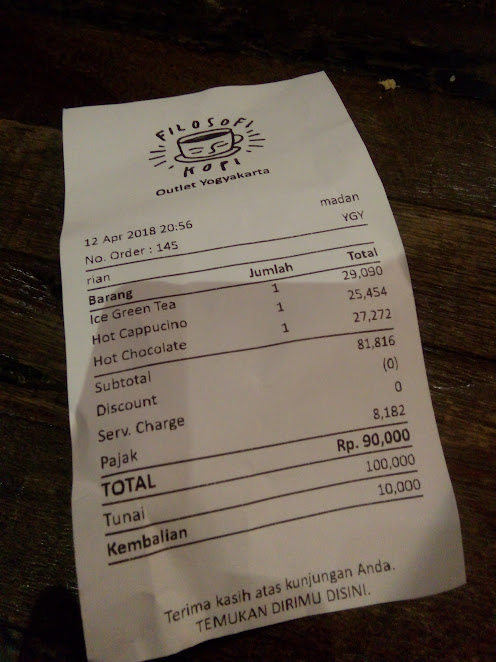 FILOSOFI
KOPI
Outlet Yogyakarta
12 Apr 2018 20:56 madan
No. Order : 145 YGY
rian
Barang Jumlah Total
Ice Green Tea 1 29,090
Hot Cappucino 1 25,454
Hot Chocolate 1 27,272
Subtotal 81,816
Discount (0)
Serv. Charge 0
Pajak 8,182
TOTAL Rp. 90,000
Tunai 100,000
Kembalian 10,000
Terima kasih atas kunjungan Anda.
TEMUKAN DIRIMU DISINI.